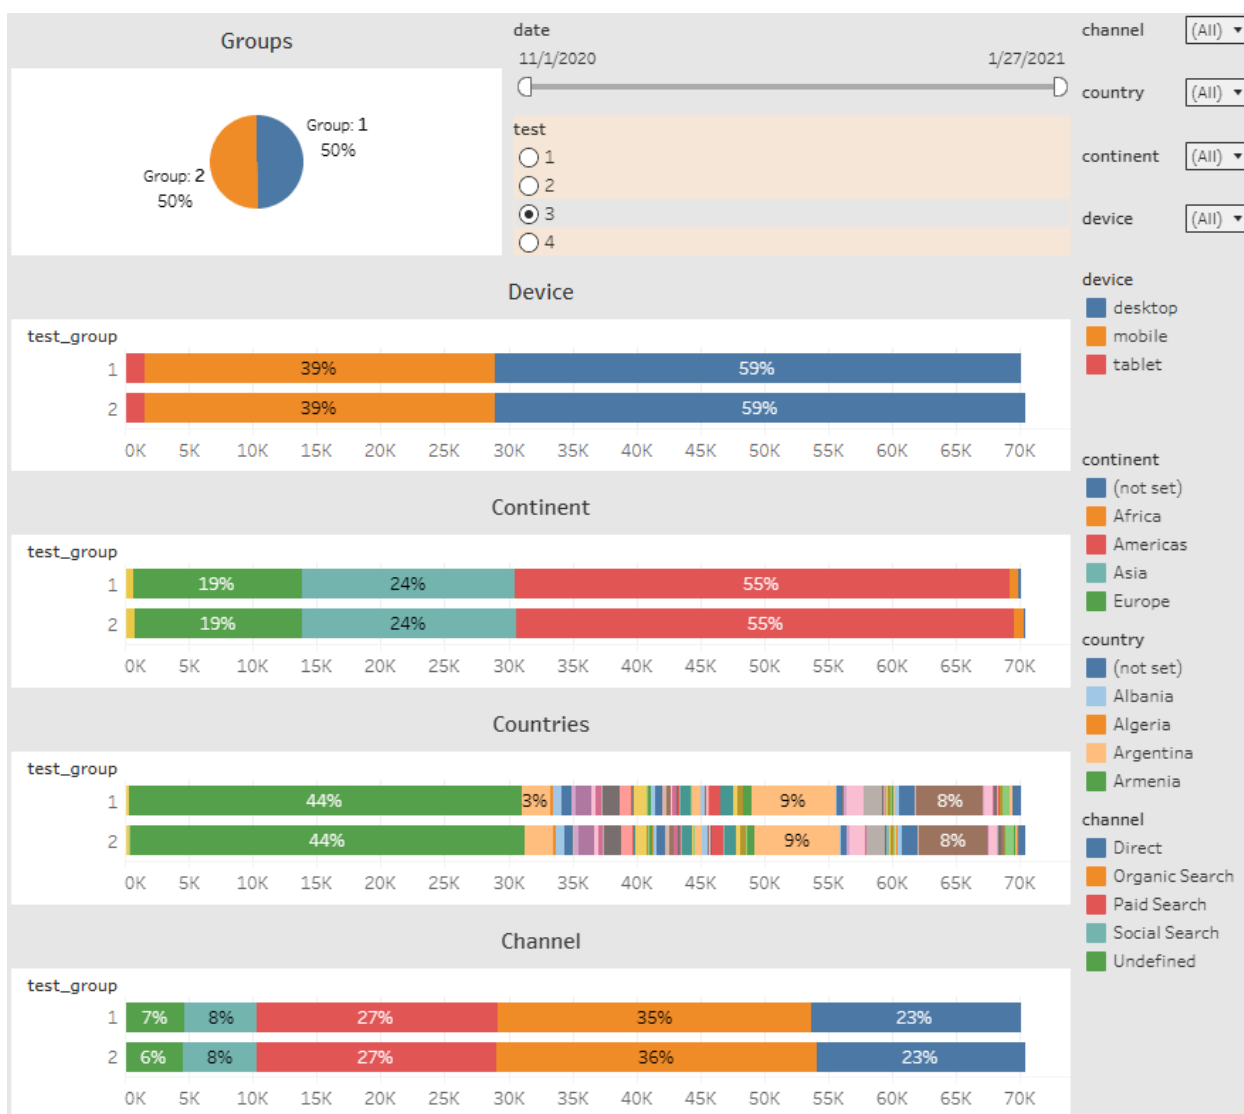 Groups
Group: 1
50%
Group: 2
50%
date
11/1/2020 1/27/2021
test
1
2
3
4
channel (All)
country (All)
continent (All)
device (All)
Device
test_group
1 39% 59%
2 39% 59%
0K 5K 10K 15K 20K 25K 30K 35K 40K 45K 50K 55K 60K 65K 70K
Continent
test_group
1 19% 24% 55%
2 19% 24% 55%
0K 5K 10K 15K 20K 25K 30K 35K 40K 45K 50K 55K 60K 65K 70K
Countries
test_group
1 44% 3% 9% 8%
2 44% 9% 8%
0K 5K 10K 15K 20K 25K 30K 35K 40K 45K 50K 55K 60K 65K 70K
Channel
test_group
1 7% 8% 27% 35% 23%
2 6% 8% 27% 36% 23%
0K 5K 10K 15K 20K 25K 30K 35K 40K 45K 50K 55K 60K 65K 70K
device
desktop
mobile
tablet
continent
(not set)
Africa
Americas
Asia
Europe
country
(not set)
Albania
Algeria
Argentina
Armenia
channel
Direct
Organic Search
Paid Search
Social Search
Undefined